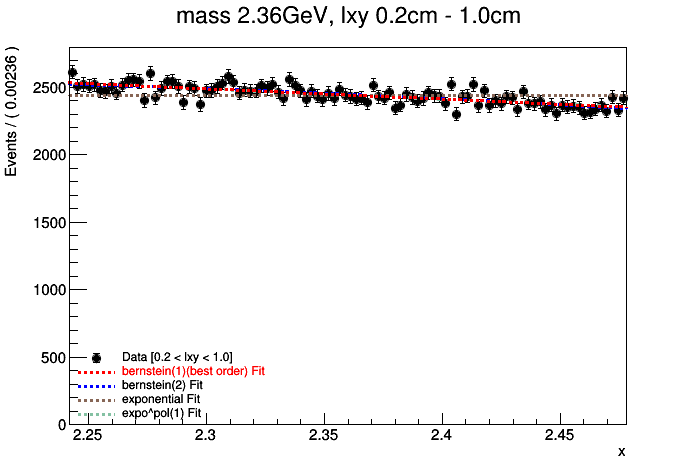 mass 2.36GeV, lxy 0.2cm - 1.0cm
Events / ( 0.00236 )
2500
2000
1500
1000
500
0
Data [0.2 < lxy < 1.0]
bernstein(1)(best order) Fit
bernstein(2) Fit
exponential Fit
expo^pol(1) Fit
2.25 2.3 2.35 2.4 2.45
x